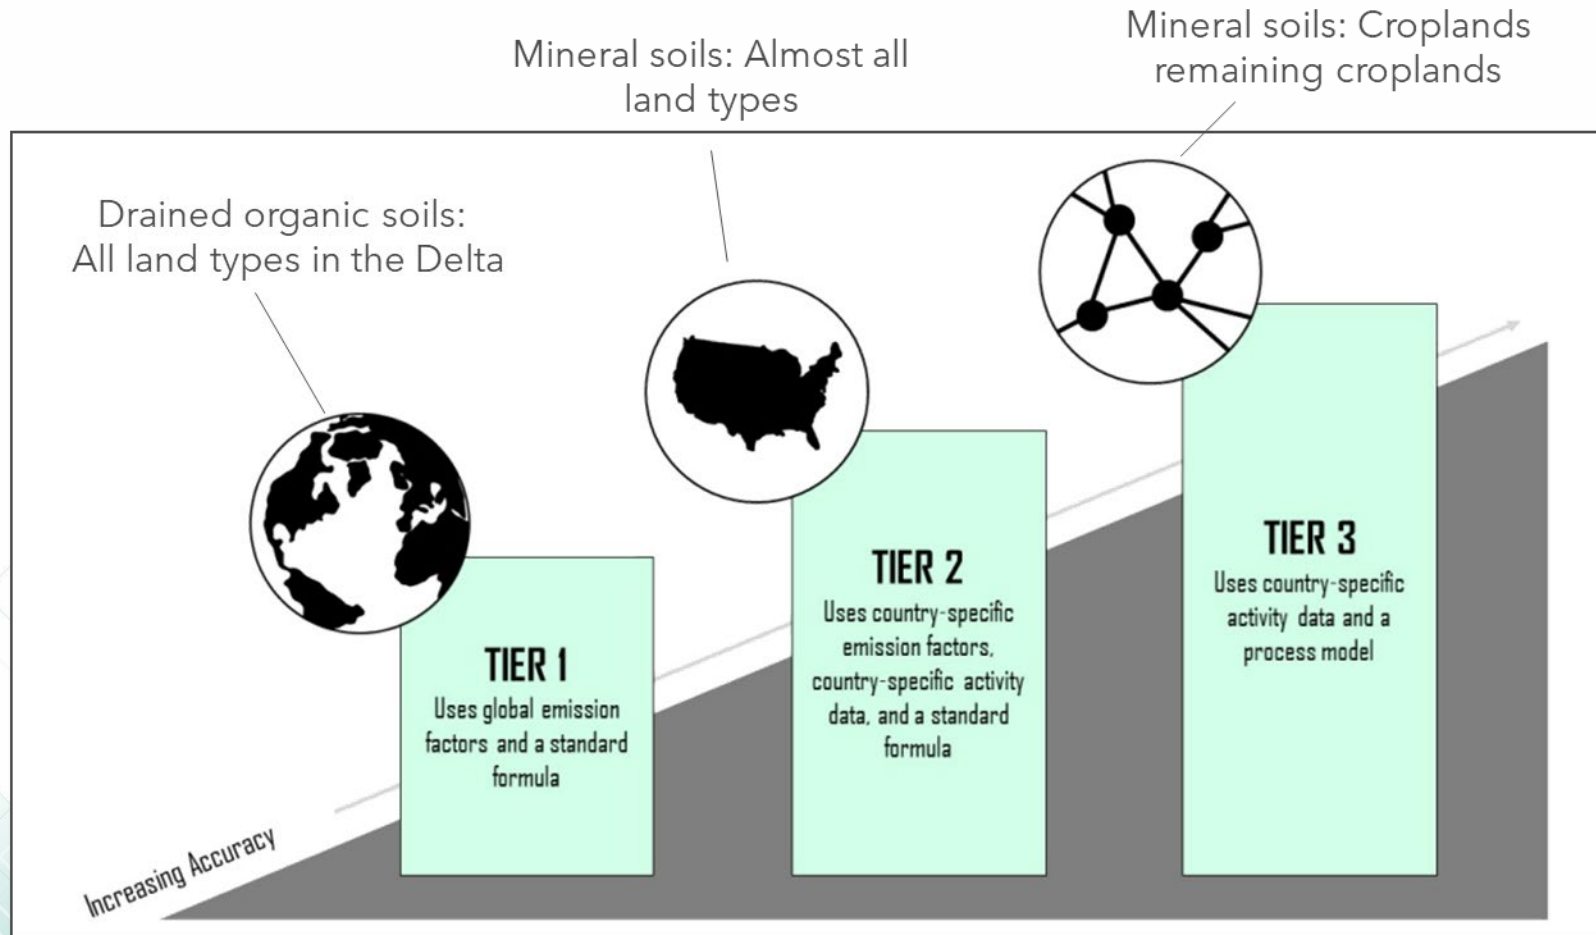 Mineral soils: Croplands
remaining croplands
Mineral soils: Almost all
land types
Drained organic soils:
All land types in the Delta
TIER 1
Uses global emission
factors and a standard
formula
TIER 2
Uses country-specific
emission factors,
country-specific activity
data, and a standard
formula
TIER 3
Uses country-specific
activity data and a
process model
Increasing Accuracy